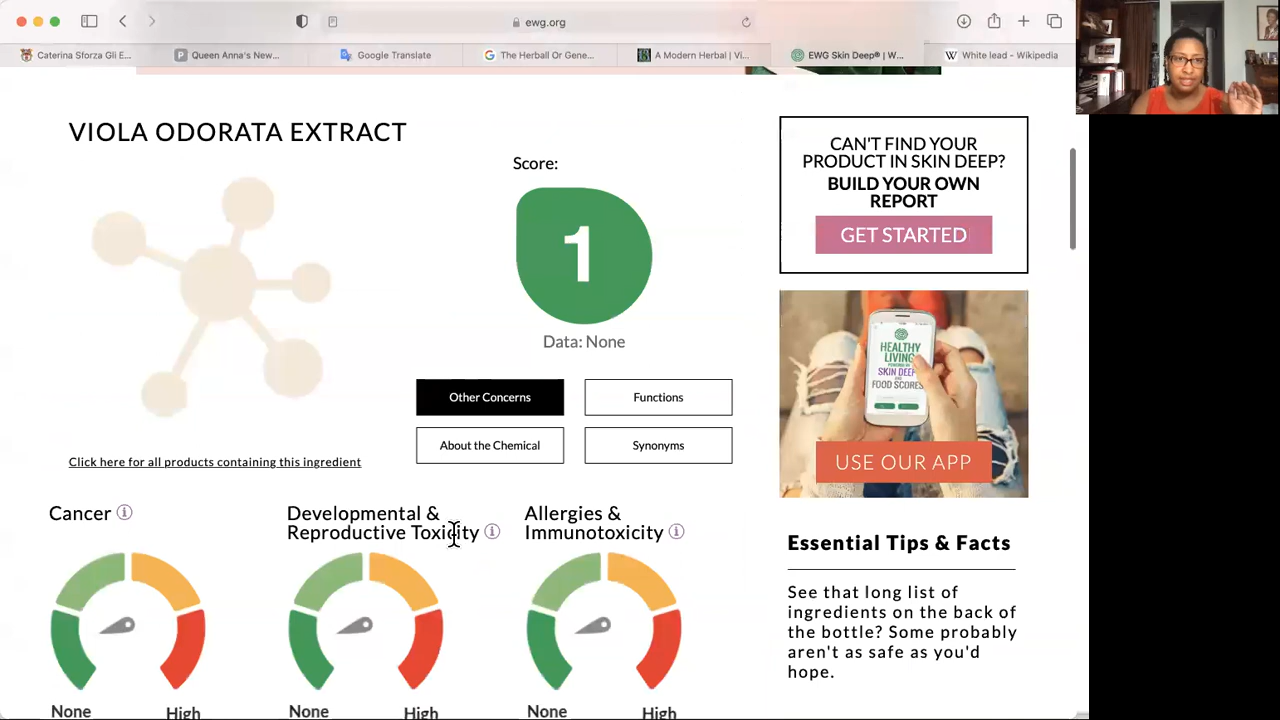 ewg.org
Caterina Sforza Gli E...
Queen Anna's New...
Google Translate
The Herball Or Gene...
A Modern Herbal | Vi...
EWG Skin Deep® | W...
White lead - Wikipedia
VIOLA ODORATA EXTRACT
Score:
1
Data: None
Other Concerns
Functions
About the Chemical
Synonyms
Click here for all products containing this ingredient
Cancer
Developmental &
Reproductive Toxicity
Allergies &
Immunotoxicity
None
High
None
High
None
High
CAN'T FIND YOUR
PRODUCT IN SKIN DEEP?
BUILD YOUR OWN
REPORT
GET STARTED
HEALTHY
LIVING
SKIN DEEP
FOOD SCORES
USE OUR APP
Essential Tips & Facts
See that long list of
ingredients on the back of
the bottle? Some probably
aren't as safe as you'd
hope.